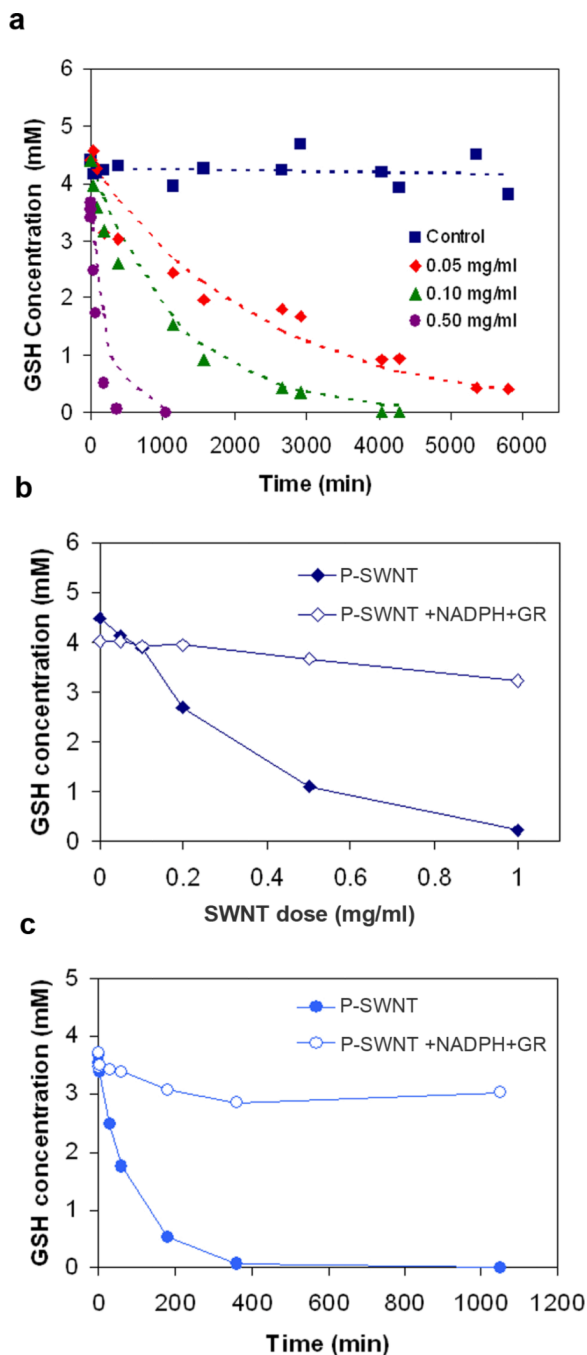 a
GSH Concentration (mM)
6
5
4
3
2
1
0
Control
0.05 mg/ml
0.10 mg/ml
0.50 mg/ml
0 1000 2000 3000 4000 5000 6000
Time (min)
b
GSH concentration (mM)
6
5
4
3
2
1
0
P-SWNT
P-SWNT +NADPH+GR
0 0.2 0.4 0.6 0.8 1
SWNT dose (mg/ml)
c
GSH concentration (mM)
5
4
3
2
1
0
P-SWNT
P-SWNT +NADPH+GR
0 200 400 600 800 1000 1200
Time (min)